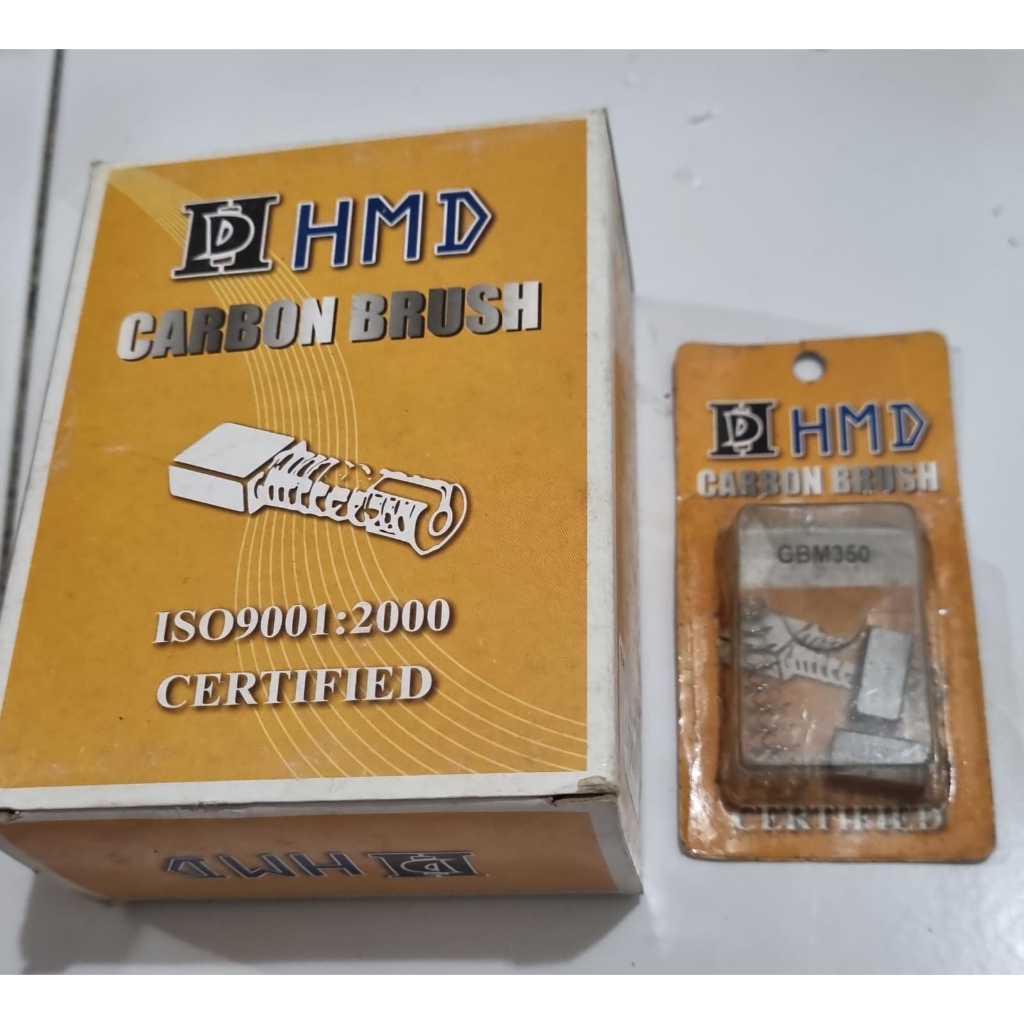 HMD
CARBON BRUSH
ISO9001:2000
CERTIFIED
HMD
HMD
CARBON BRUSH
GBM350
CERTIFIED